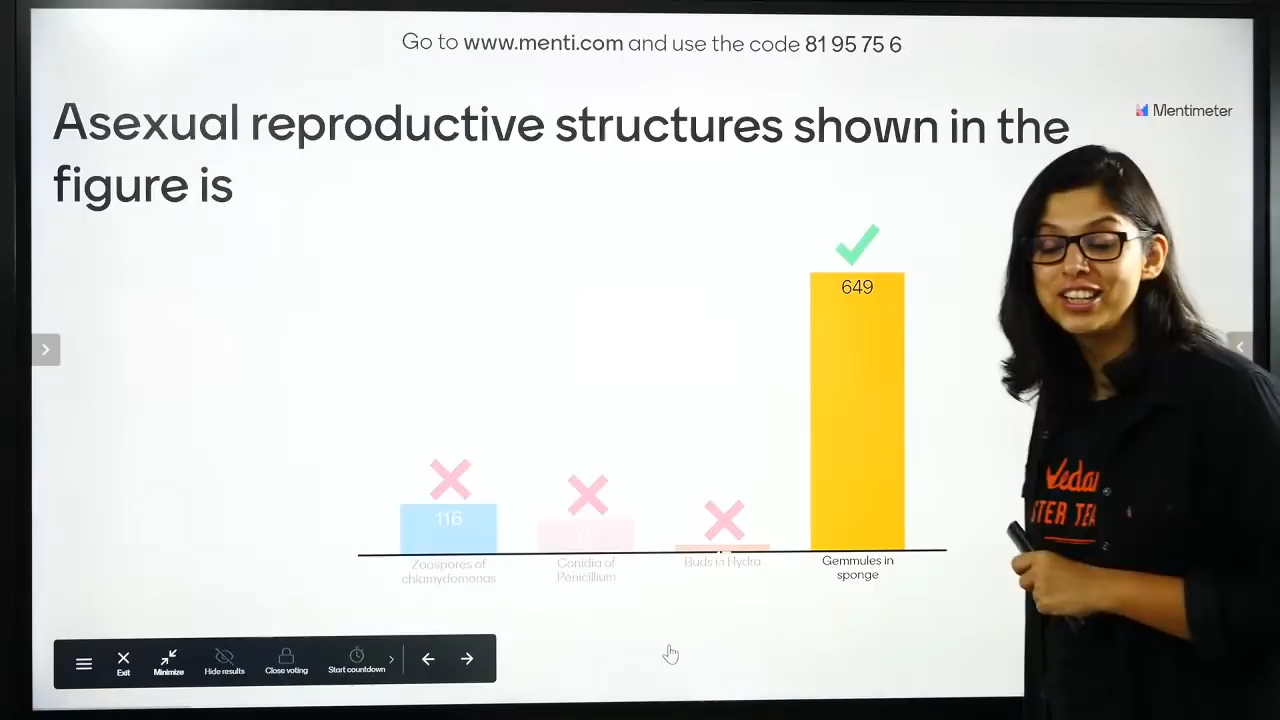 Go to www.menti.com and use the code 81 95 75 6
Mentimeter
Asexual reproductive structures shown in the
figure is
649
116
Zoospores of
chlamydomonas
Conidia of
Penicillium
Buds in Hydra
Gemmules in
sponge
Exit
Minimize
Hide results
Close voting
Start countdown